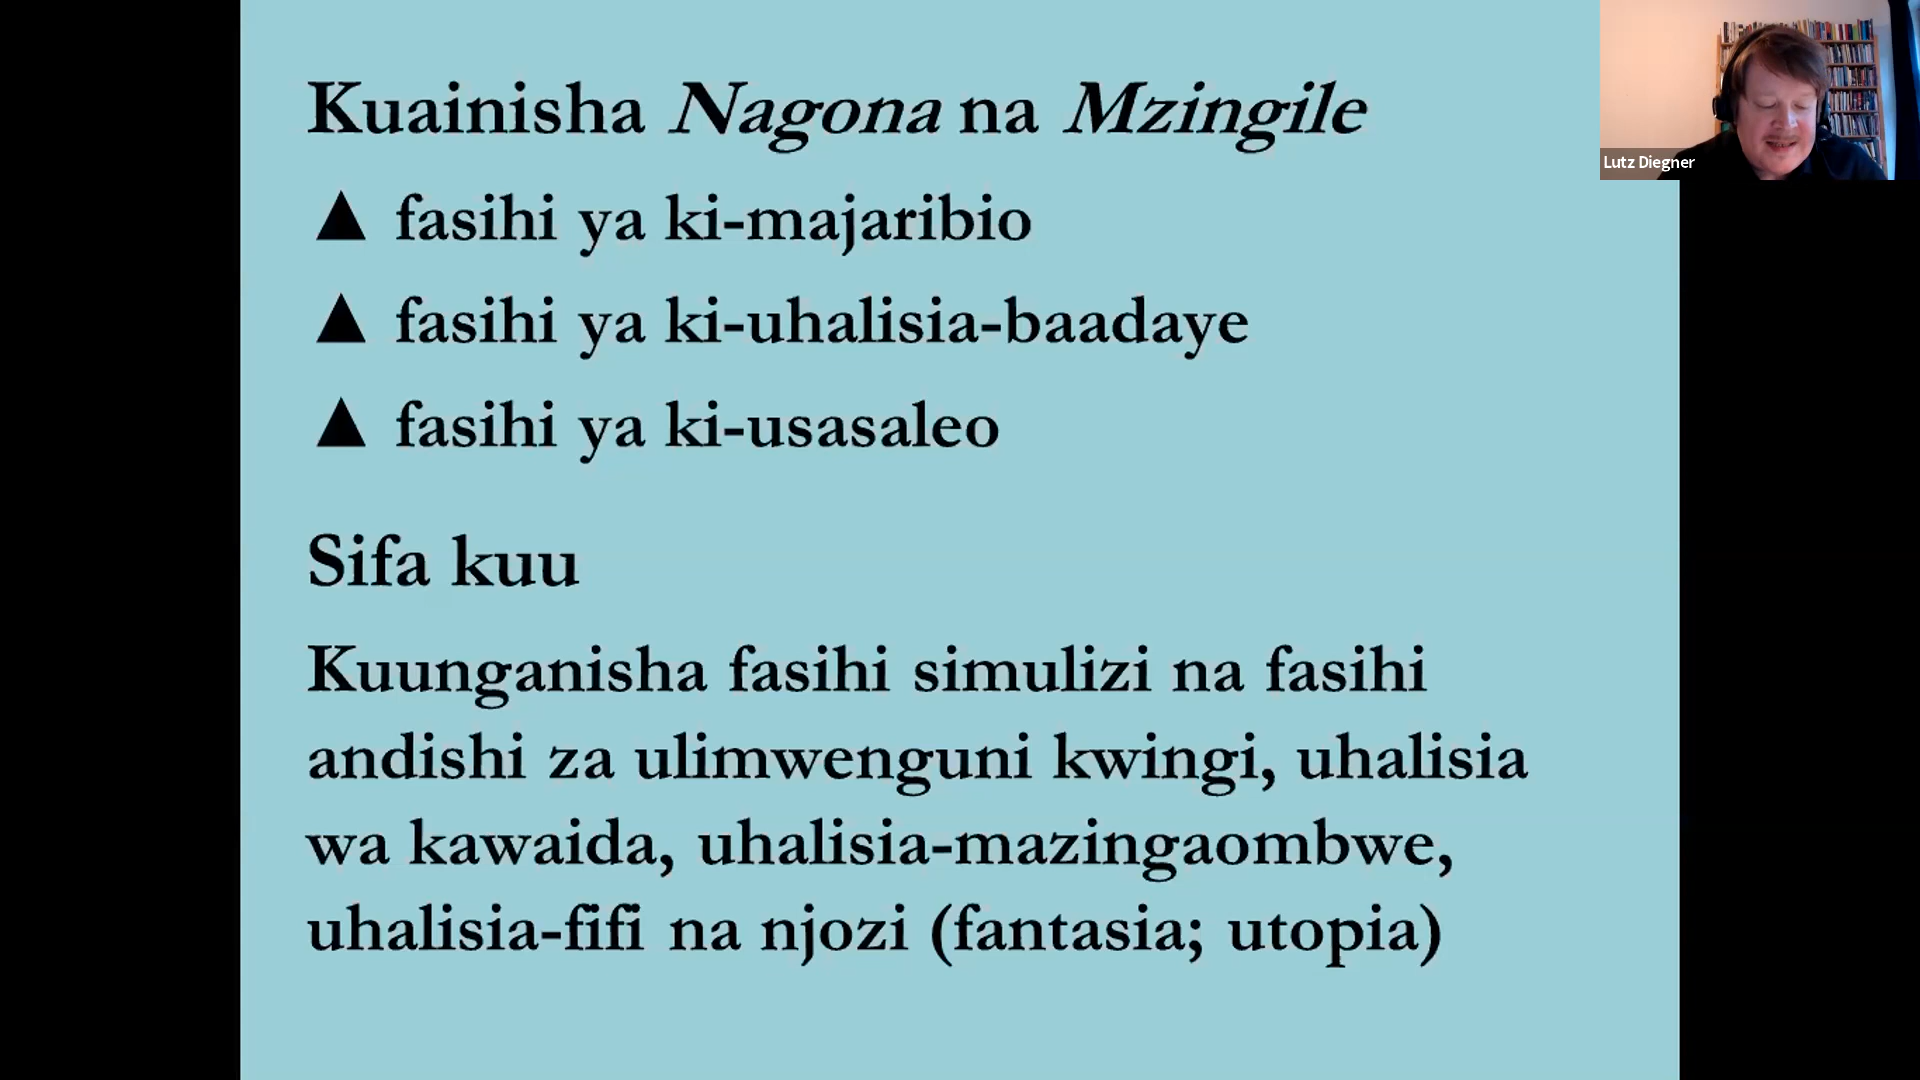 Kuainisha Nagona na Mzingile
▲ fasihi ya ki-majaribio
▲ fasihi ya ki-uhalisia-baadaye
▲ fasihi ya ki-usasaleo
Sifa kuu
Kuunganisha fasihi simulizi na fasihi
andishi za ulimwenguni kwingi, uhalisia
wa kawaida, uhalisia-mazingaombwe,
uhalisia-fifi na njozi (fantasia; utopia)
Lutz Diegner